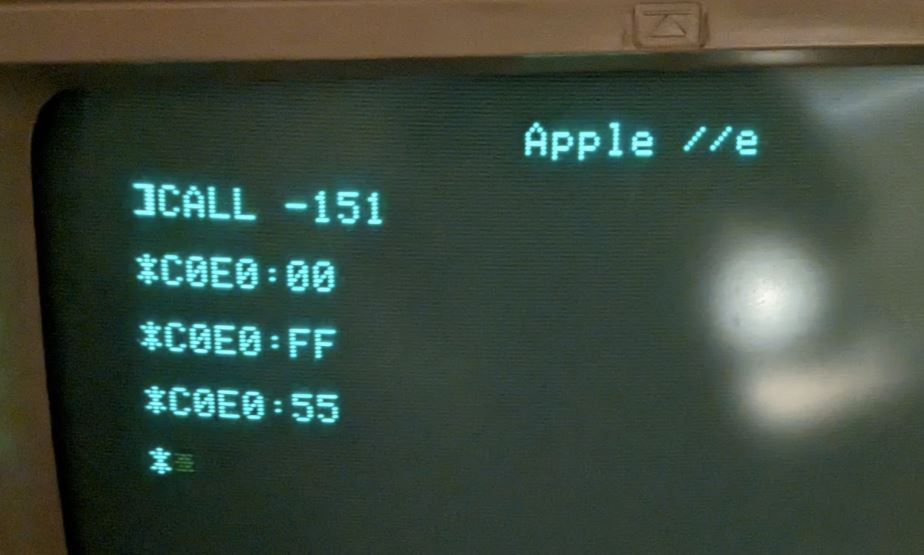 Apple //e
]CALL -151
*C0E0:00
*C0E0:FF
*C0E0:55
*